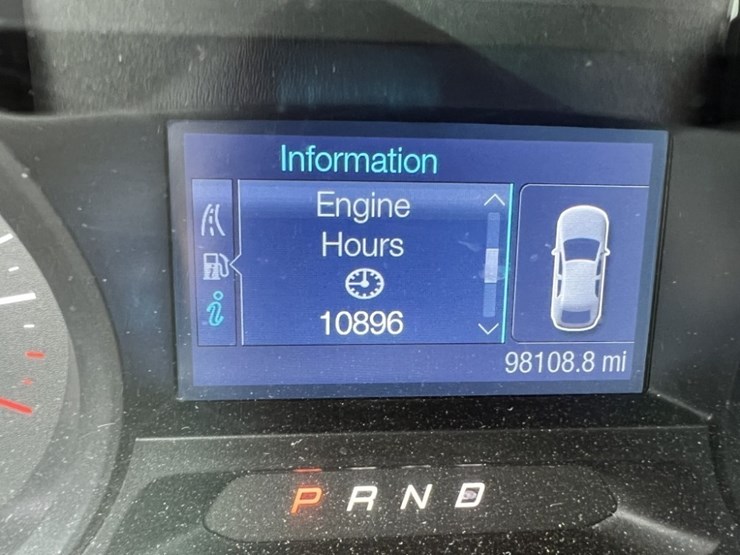 Information
Engine
Hours
10896
98108.8 mi
P R N D